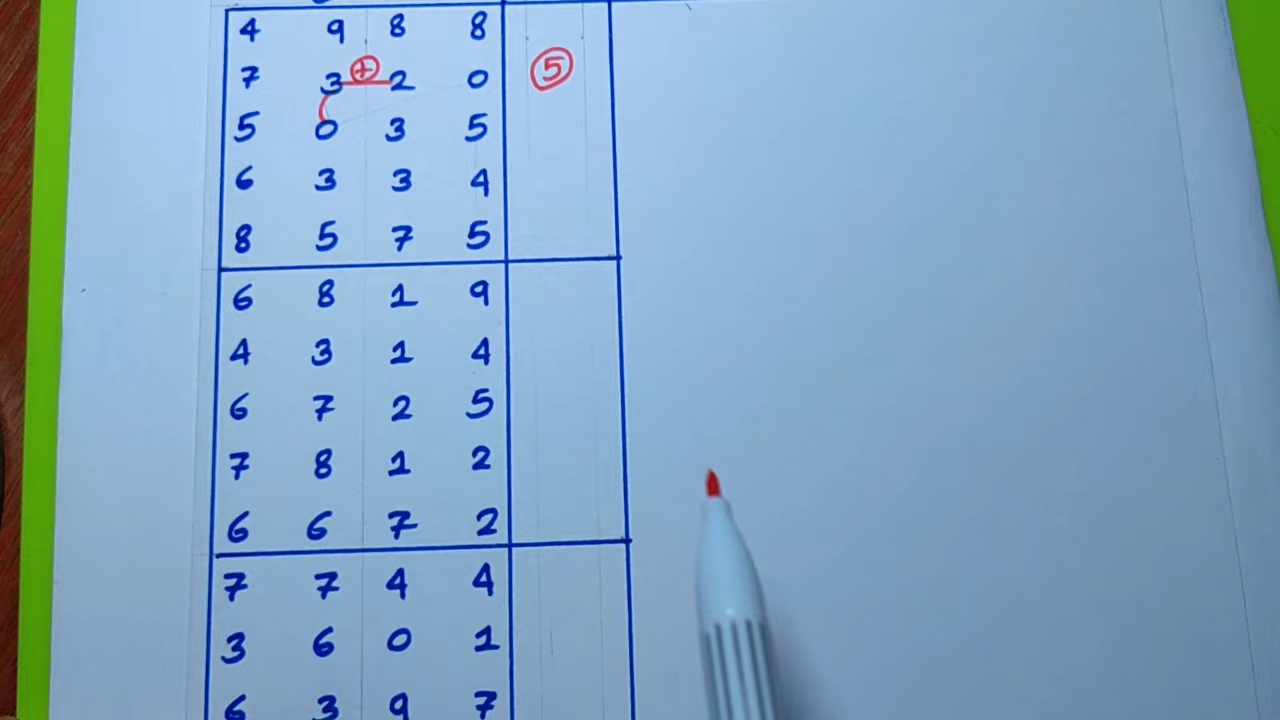 4 9 8 8
7 3 + 2 0 5
5 0 3 5
6 3 3 4
8 5 7 5
6 8 1 9
4 3 1 4
6 7 2 5
7 8 1 2
6 6 7 2
7 7 4 4
3 6 0 1
6 3 9 7